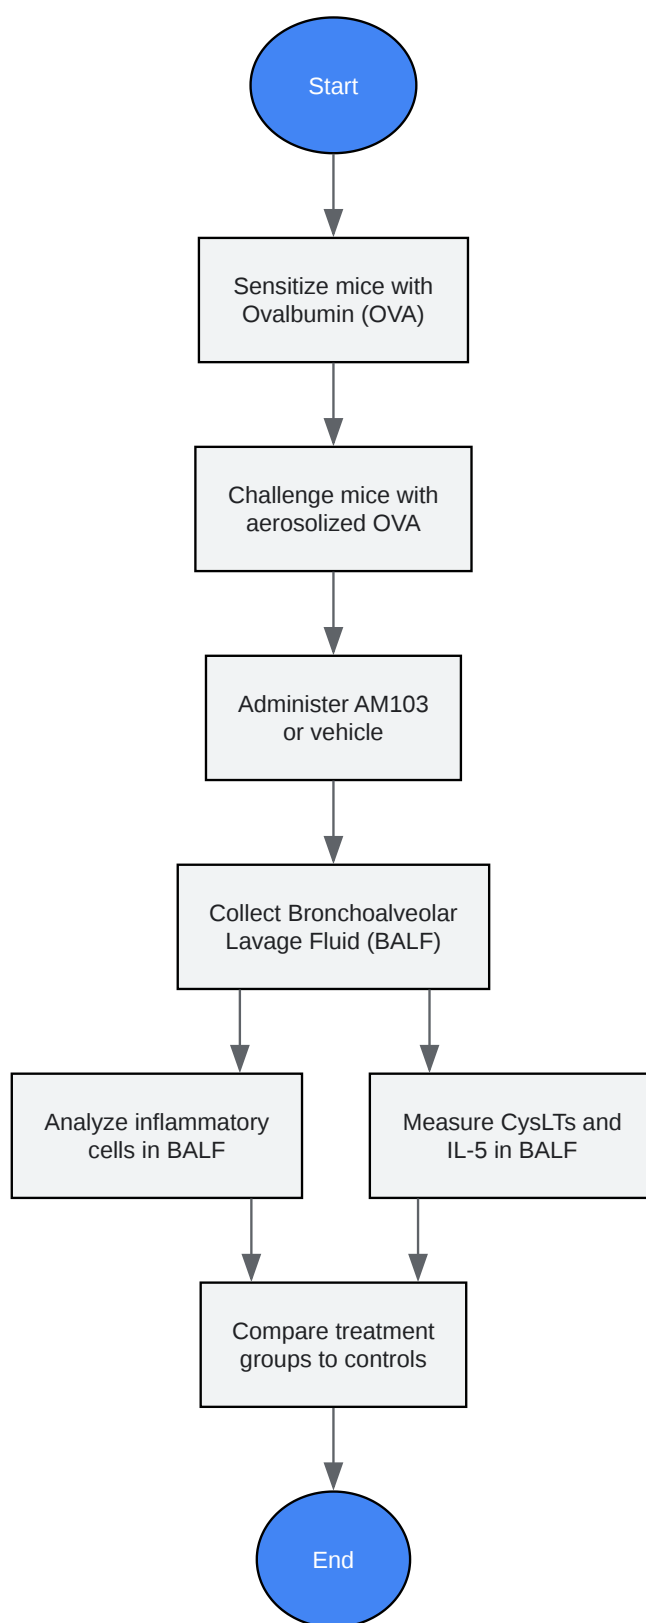 Start
Sensitize mice with
Ovalbumin (OVA)
Challenge mice with
aerosolized OVA
Administer AM103
or vehicle
Collect Bronchoalveolar
Lavage Fluid (BALF)
Analyze inflammatory
cells in BALF
Measure CysLTs and
IL-5 in BALF
Compare treatment
groups to controls
End